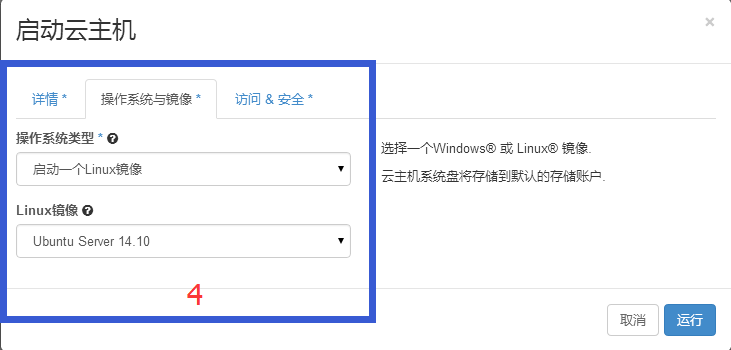 启动云主机
×
详情 * 操作系统与镜像 * 访问 & 安全 *
操作系统类型 * ?
启动一个Linux镜像
Linux镜像 ?
Ubuntu Server 14.10
选择一个Windows® 或 Linux® 镜像.
云主机系统盘将存储到默认的存储账户.
4
取消 运行